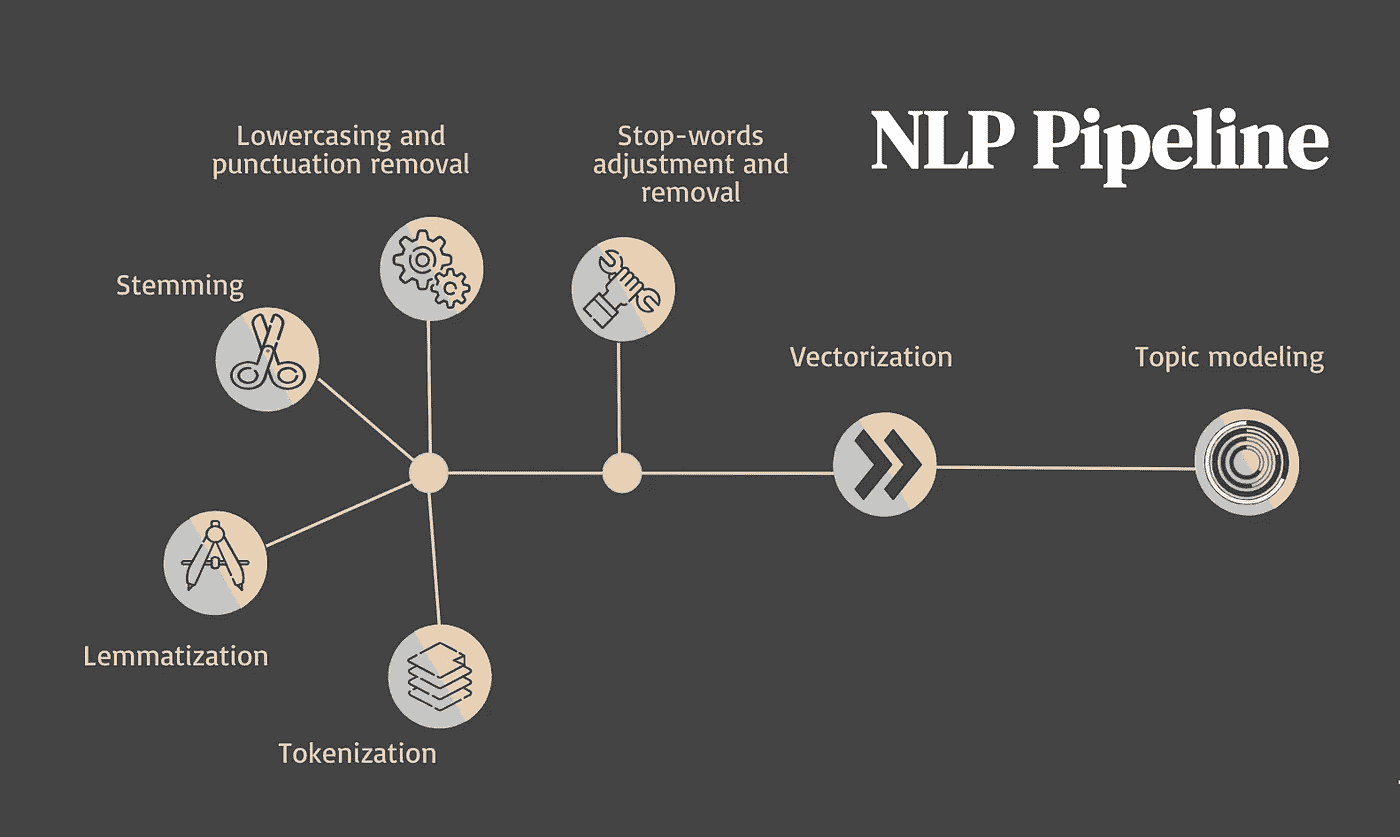 NLP Pipeline
Lowercasing and
punctuation removal
Stop-words
adjustment and
removal
Stemming
Vectorization
Topic modeling
Lemmatization
Tokenization